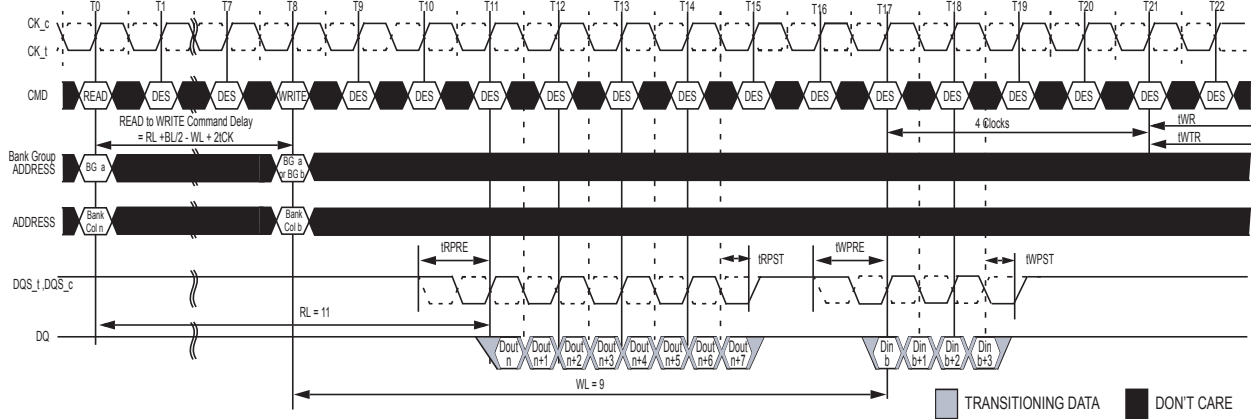 T0 T1 T7 T8 T9 T10 T11 T12 T13 T14 T15 T16 T17 T18 T19 T20 T21 T22
CK_c
CK_t
CMD READ DES DES WRITE DES DES DES DES DES DES DES DES DES DES DES DES DES DES
READ to WRITE Command Delay
= RL +BL/2 - WL + 2tCK
4 Clocks
tWR
tWTR
Bank Group
ADDRESS
BG a
BG a
or BG b
ADDRESS
Bank
Col n
Bank
Col b
tRPRE tRPST tWPRE tWPST
DQS_t ,DQS_c
RL = 11
DQ
Dout
n
Dout
n+1
Dout
n+2
Dout
n+3
Dout
n+4
Dout
n+5
Dout
n+6
Dout
n+7
Din
b
Din
b+1
Din
b+2
Din
b+3
WL = 9
TRANSITIONING DATA
DON'T CARE